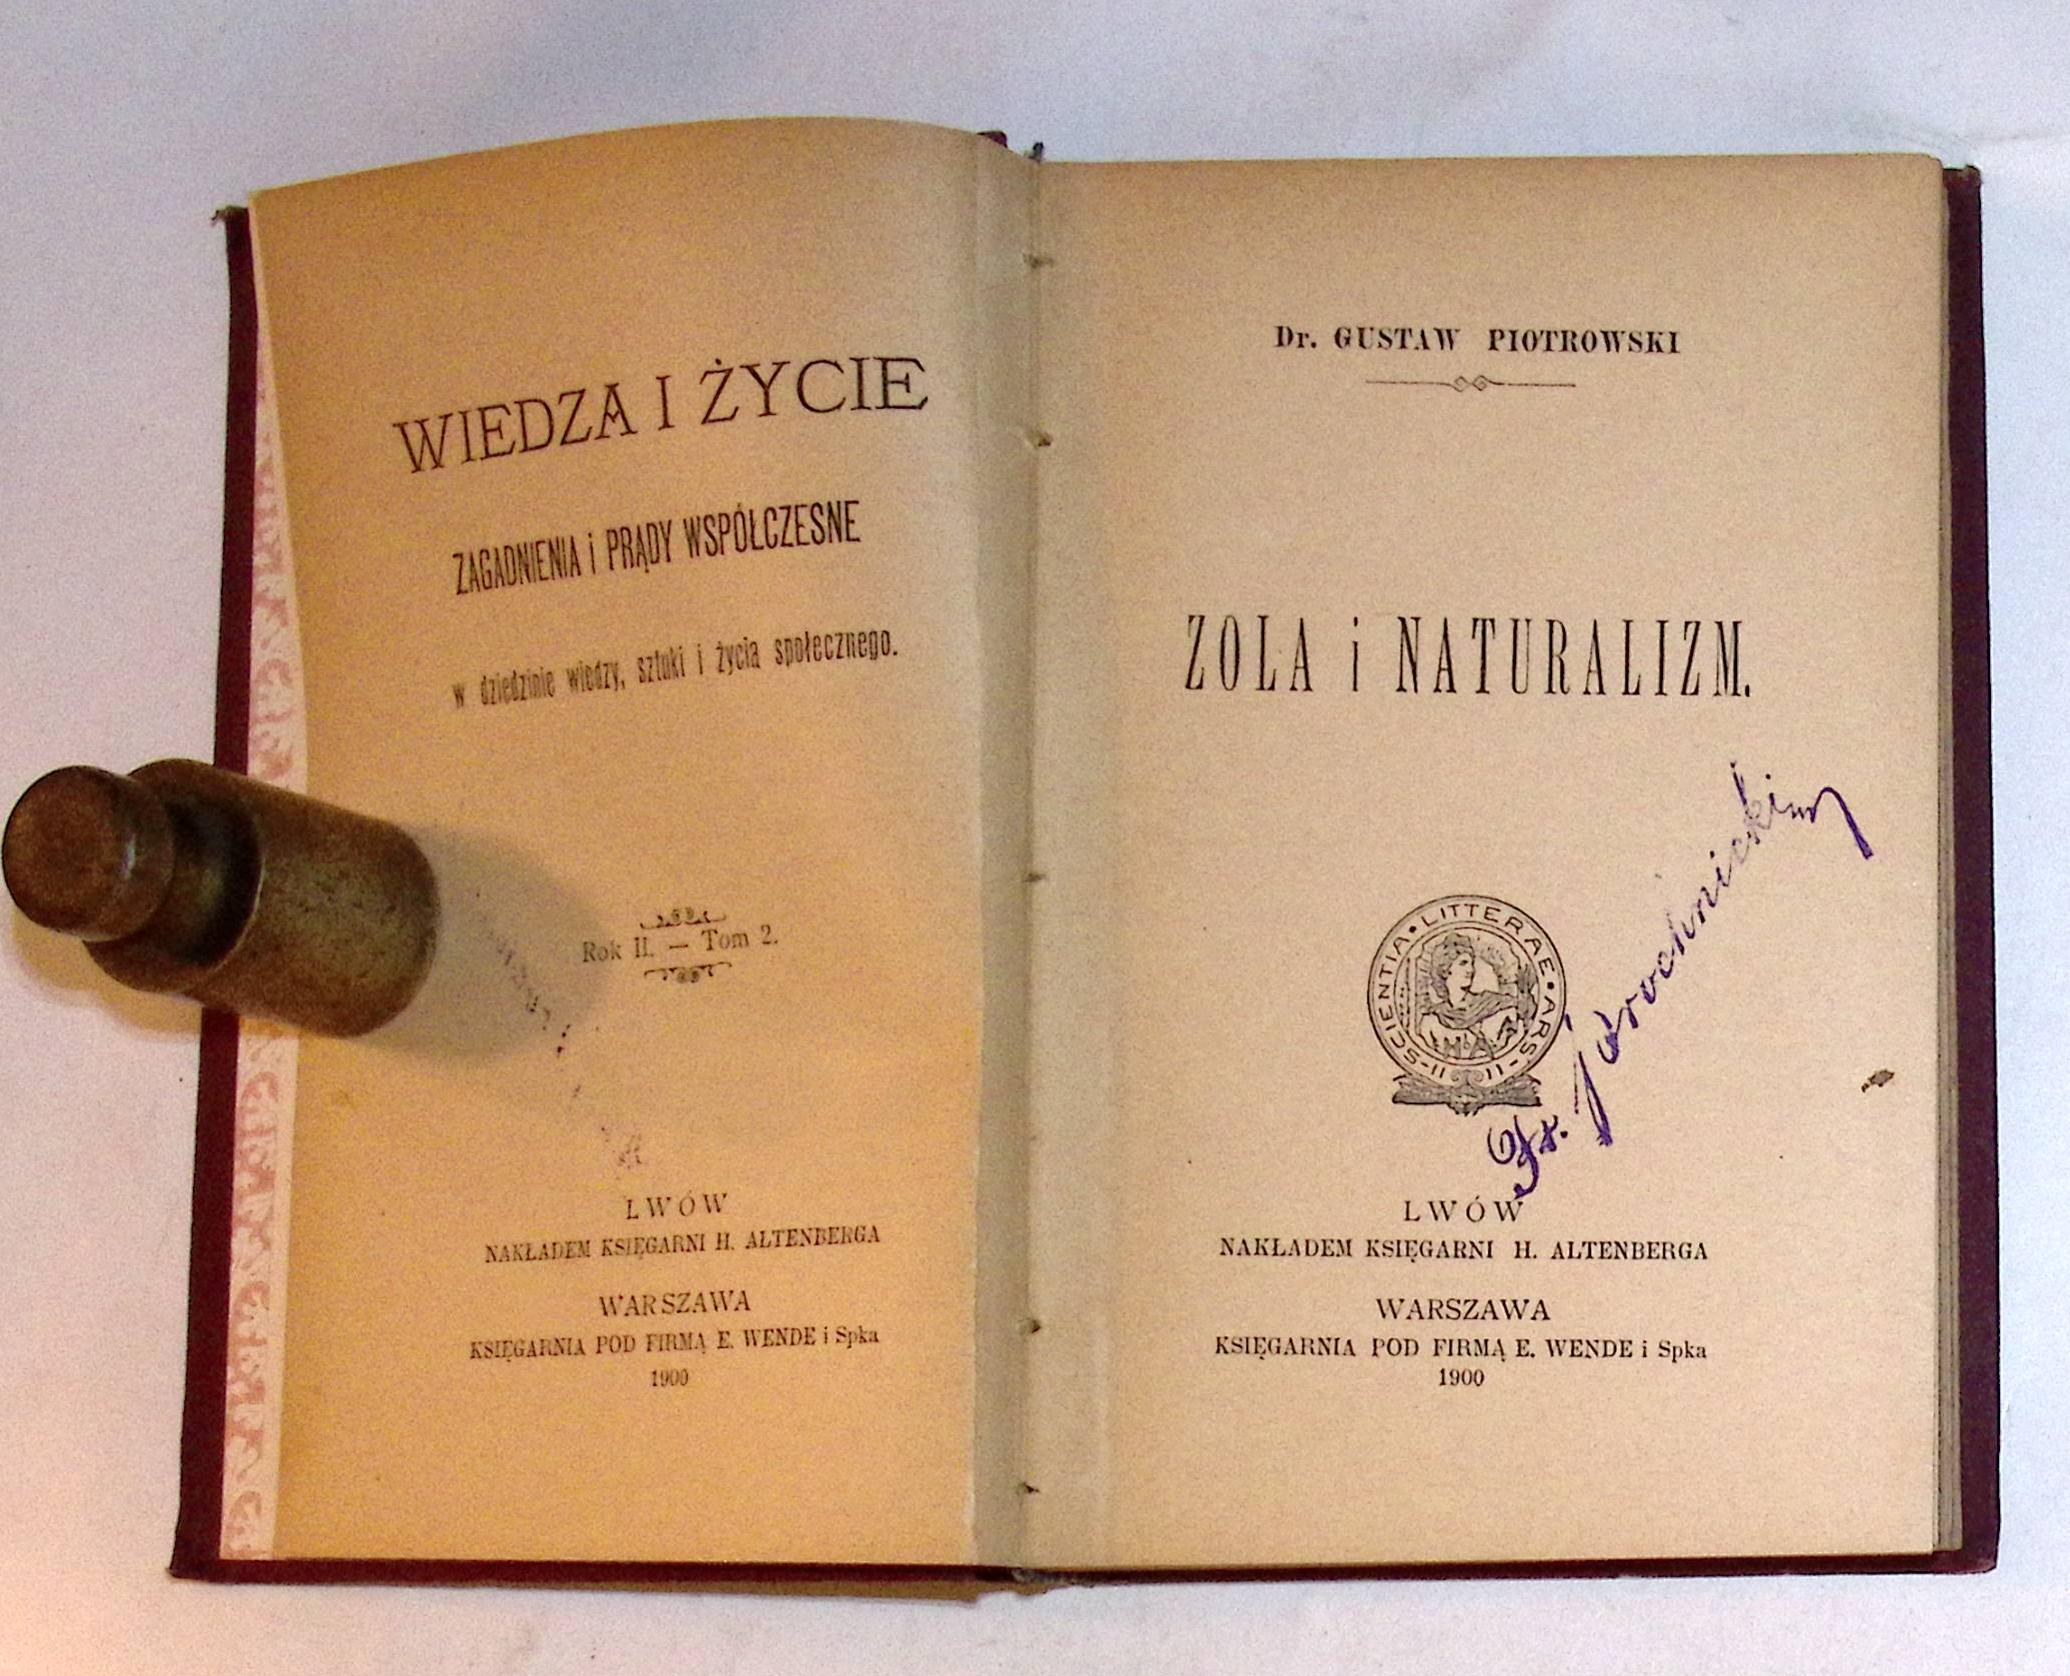 WIEDZA I ŻYCIE
ZAGADNIENIA i PRĄDY WSPÓŁCZESNE
w dziedzinie wiedzy, sztuki i życia społecznego.
Rok II. — Tom 2.
LWÓW
NAKŁADEM KSIĘGARNI H. ALTENBERGA
WARSZAWA
KSIĘGARNIA POD FIRMĄ E. WENDE i Spka
1900
Dr. GUSTAW PIOTROWSKI
ZOLA i NATURALIZM.
SCIENTIA • LITTERAE • ARS
Fr.
LWÓW
NAKŁADEM KSIĘGARNI H. ALTENBERGA
WARSZAWA
KSIĘGARNIA POD FIRMĄ E. WENDE i Spka
1900